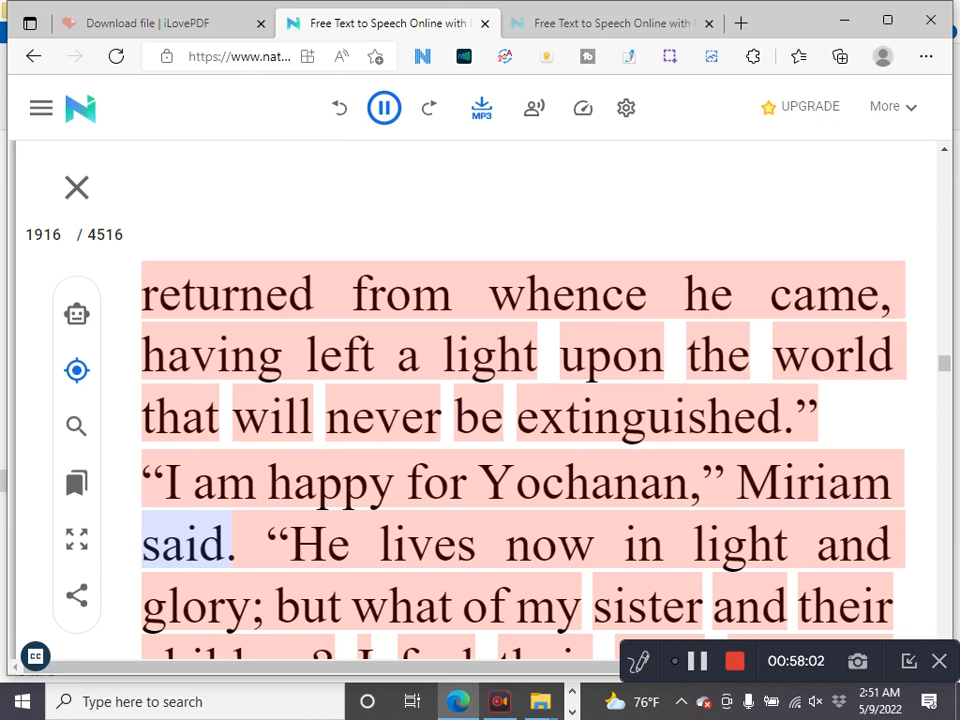 Download file | iLovePDF
Free Text to Speech Online with
Free Text to Speech Online with
https://www.nat...
MP3
UPGRADE
More
1916 / 4516
returned from whence he came,
having left a light upon the world
that will never be extinguished.”
“I am happy for Yochanan,” Miriam
said. “He lives now in light and
glory; but what of my sister and their
CC
00:58:02
Type here to search
76°F
2:51 AM
5/9/2022